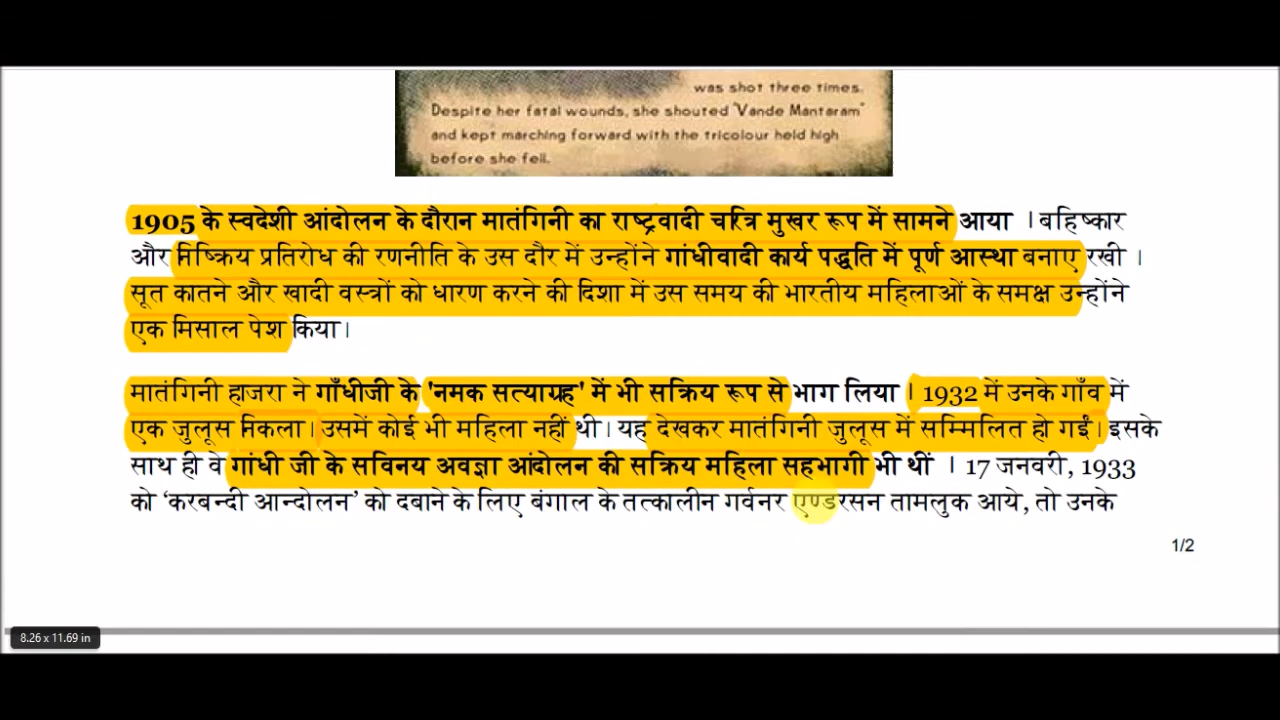 was shot three times.
Despite her fatal wounds, she shouted 'Vande Mantaram'
and kept marching forward with the tricolour held high
before she fell.
1905 के स्वदेशी आंदोलन के दौरान मातंगिनी का राष्ट्रवादी चरित्र मुखर रूप में सामने आया । बहिष्कार
और निष्क्रिय प्रतिरोध की रणनीति के उस दौर में उन्होंने गांधीवादी कार्य पद्धति में पूर्ण आस्था बनाए रखी ।
सूत कातने और खादी वस्त्रों को धारण करने की दिशा में उस समय की भारतीय महिलाओं के समक्ष उन्होंने
एक मिसाल पेश किया।
मातंगिनी हाजरा ने गाँधीजी के 'नमक सत्याग्रह' में भी सक्रिय रूप से भाग लिया । 1932 में उनके गाँव में
एक जुलूस निकला। उसमें कोई भी महिला नहीं थी। यह देखकर मातंगिनी जुलूस में सम्मिलित हो गईं। इसके
साथ ही वे गांधी जी के सविनय अवज्ञा आंदोलन की सक्रिय महिला सहभागी भी थीं । 17 जनवरी, 1933
को ‘करबन्दी आन्दोलन’ को दबाने के लिए बंगाल के तत्कालीन गर्वनर एण्डरसन तामलुक आये, तो उनके
1/2
8.26 x 11.69 in